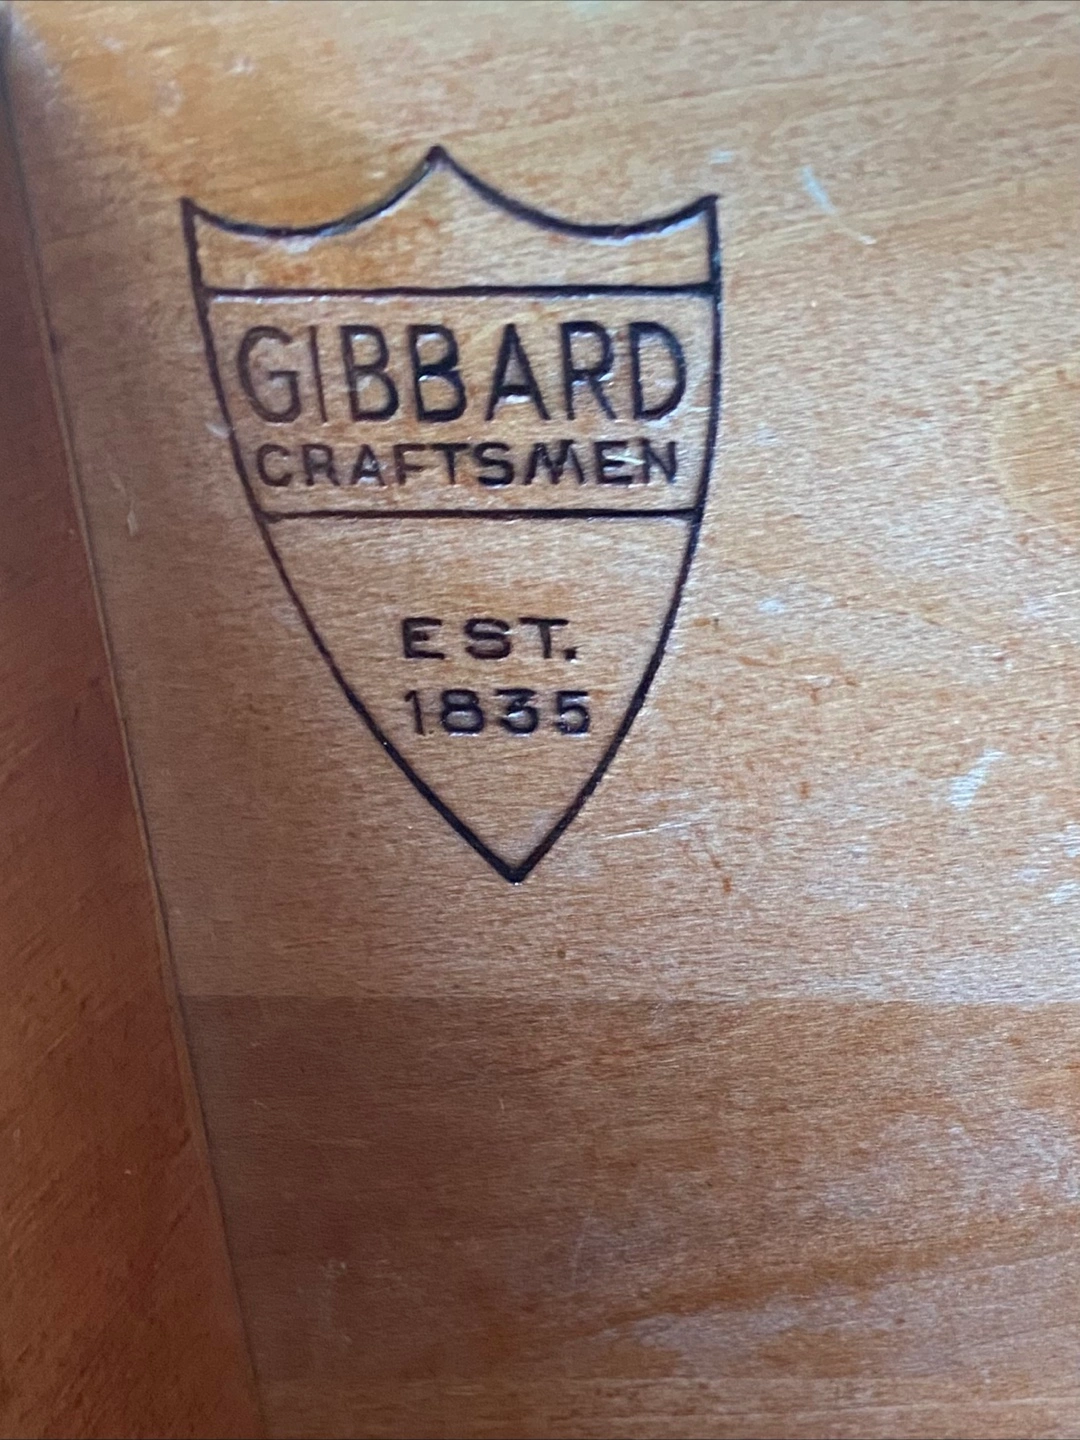 GIBBARD
CRAFTSMEN
EST.
1835